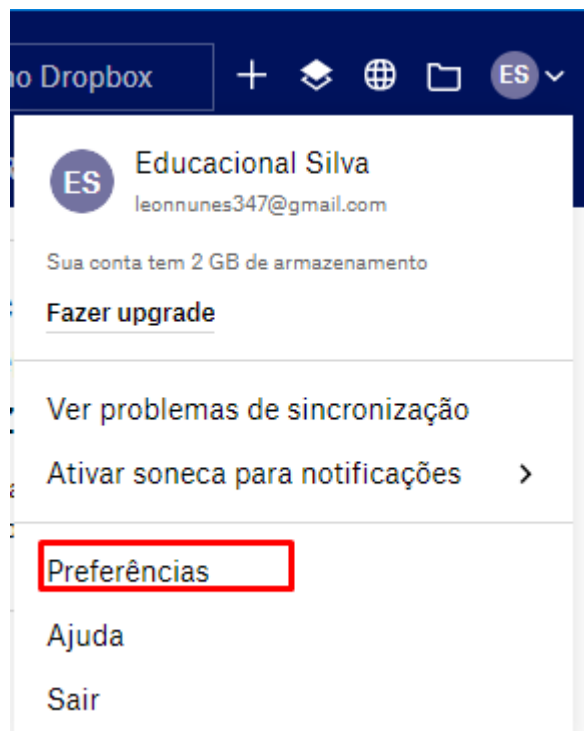 no Dropbox
ES
ES
Educacional Silva
leonnunes347@gmail.com
Sua conta tem 2 GB de armazenamento
Fazer upgrade
Ver problemas de sincronização
Ativar soneca para notificações
Preferências
Ajuda
Sair